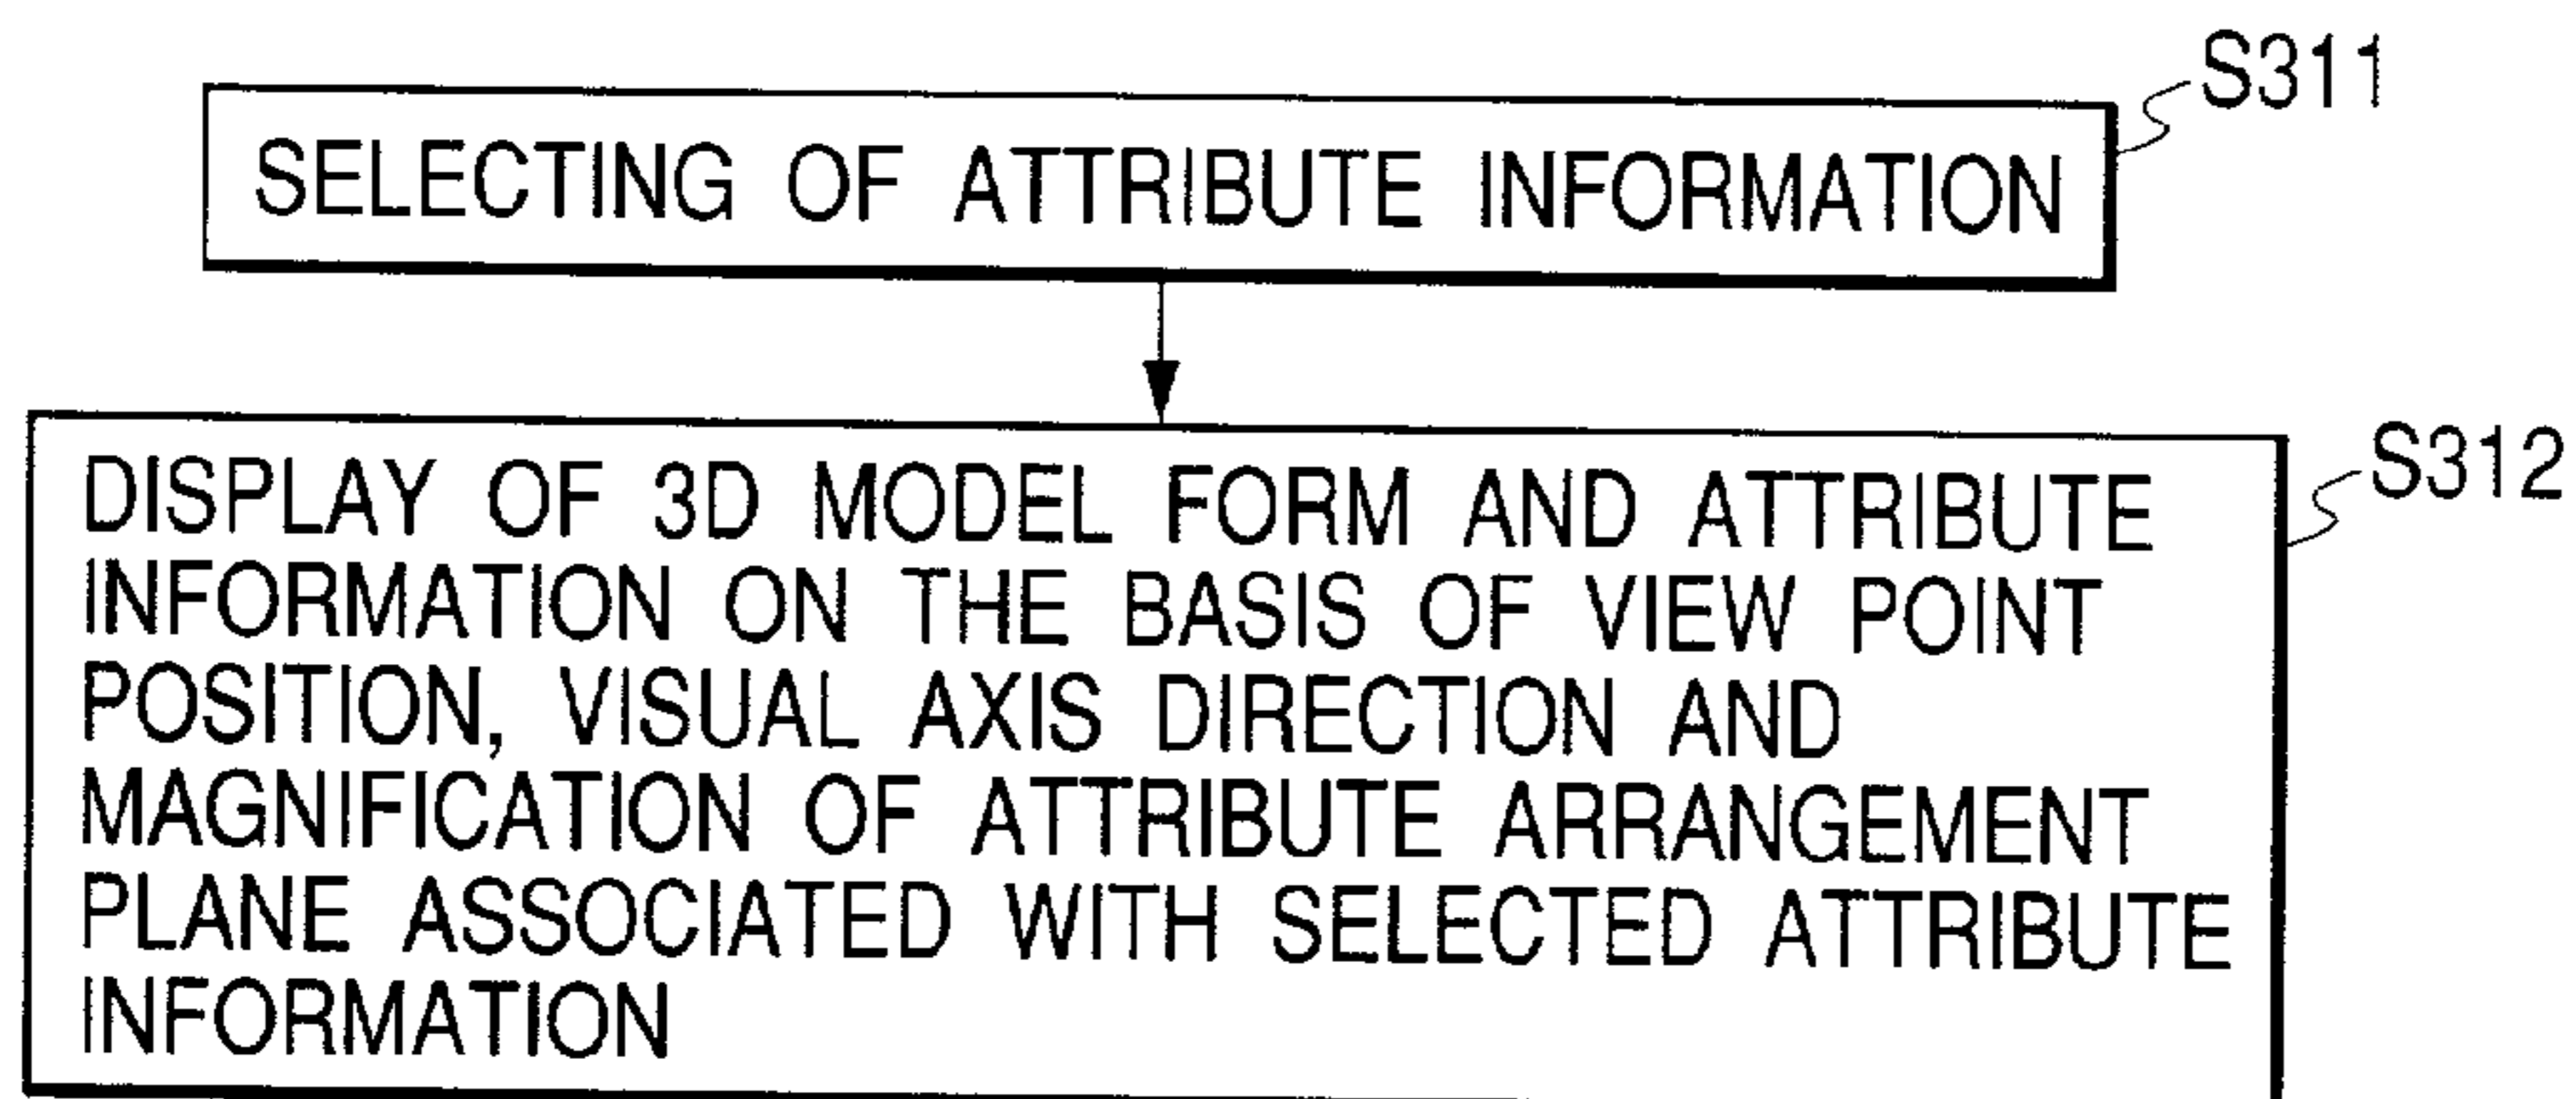 S311
SELECTING OF ATTRIBUTE INFORMATION
S312
DISPLAY OF 3D MODEL FORM AND ATTRIBUTE
INFORMATION ON THE BASIS OF VIEW POINT
POSITION, VISUAL AXIS DIRECTION AND
MAGNIFICATION OF ATTRIBUTE ARRANGEMENT
PLANE ASSOCIATED WITH SELECTED ATTRIBUTE
INFORMATION